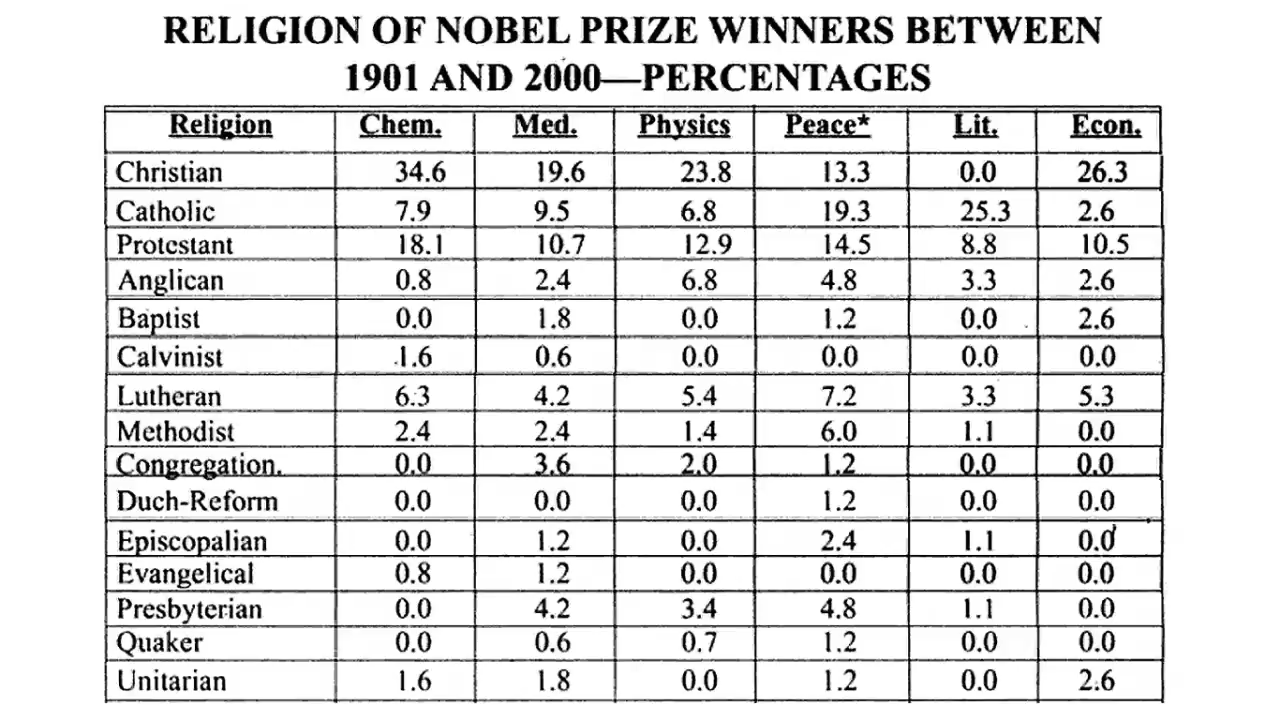 RELIGION OF NOBEL PRIZE WINNERS BETWEEN
1901 AND 2000—PERCENTAGES
Religion Chem. Med. Physics Peace* Lit. Econ.
Christian 34.6 19.6 23.8 13.3 0.0 26.3
Catholic 7.9 9.5 6.8 19.3 25.3 2.6
Protestant 18.1 10.7 12.9 14.5 8.8 10.5
Anglican 0.8 2.4 6.8 4.8 3.3 2.6
Baptist 0.0 1.8 0.0 1.2 0.0 2.6
Calvinist 1.6 0.6 0.0 0.0 0.0 0.0
Lutheran 6.3 4.2 5.4 7.2 3.3 5.3
Methodist 2.4 2.4 1.4 6.0 1.1 0.0
Congregation. 0.0 3.6 2.0 1.2 0.0 0.0
Duch-Reform 0.0 0.0 0.0 1.2 0.0 0.0
Episcopalian 0.0 1.2 0.0 2.4 1.1 0.0
Evangelical 0.8 1.2 0.0 0.0 0.0 0.0
Presbyterian 0.0 4.2 3.4 4.8 1.1 0.0
Quaker 0.0 0.6 0.7 1.2 0.0 0.0
Unitarian 1.6 1.8 0.0 1.2 0.0 2.6